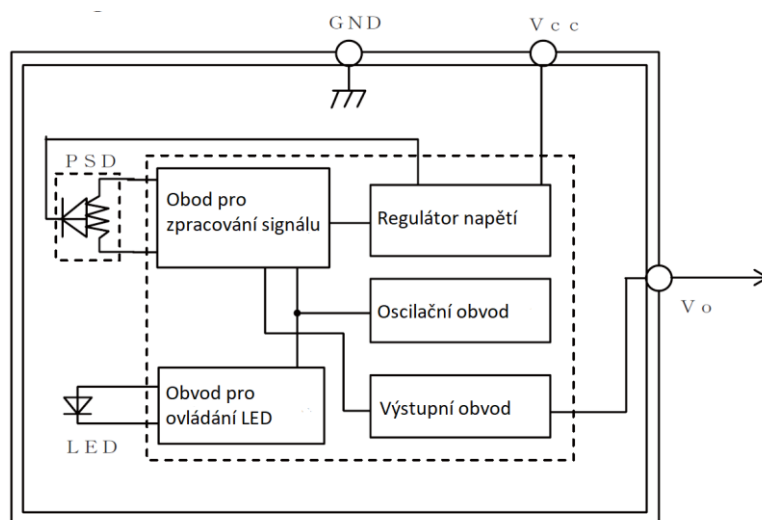 GND
Vcc
PSD
Obod pro
zpracování signálu
Regulátor napětí
Oscilační obvod
Vo
Obvod pro
ovládání LED
Výstupní obvod
LED